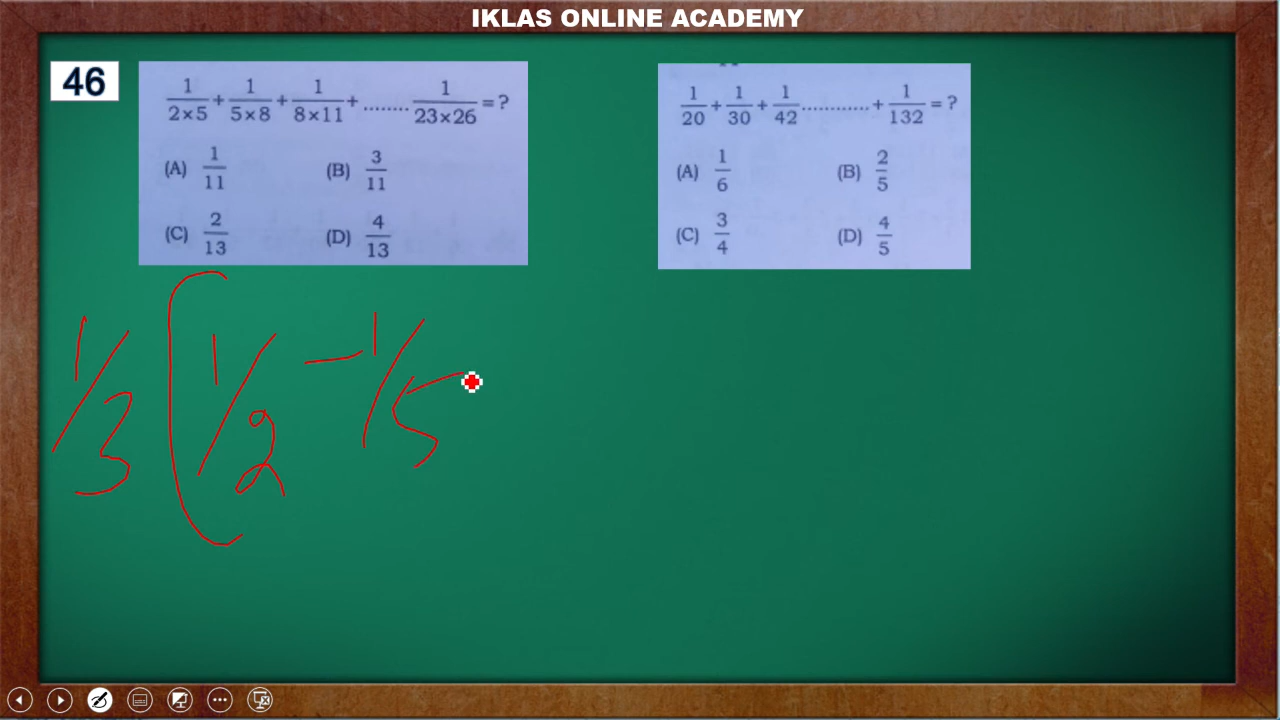 IKLAS ONLINE ACADEMY
46
1/2×5 + 1/5×8 + 1/8×11 + ........ 1/23×26 = ?
(A) 1/11 (B) 3/11
(C) 2/13 (D) 4/13
1/20 + 1/30 + 1/42 ............ + 1/132 = ?
(A) 1/6 (B) 2/5
(C) 3/4 (D) 4/5
1/3 ( 1/2 − 1/5